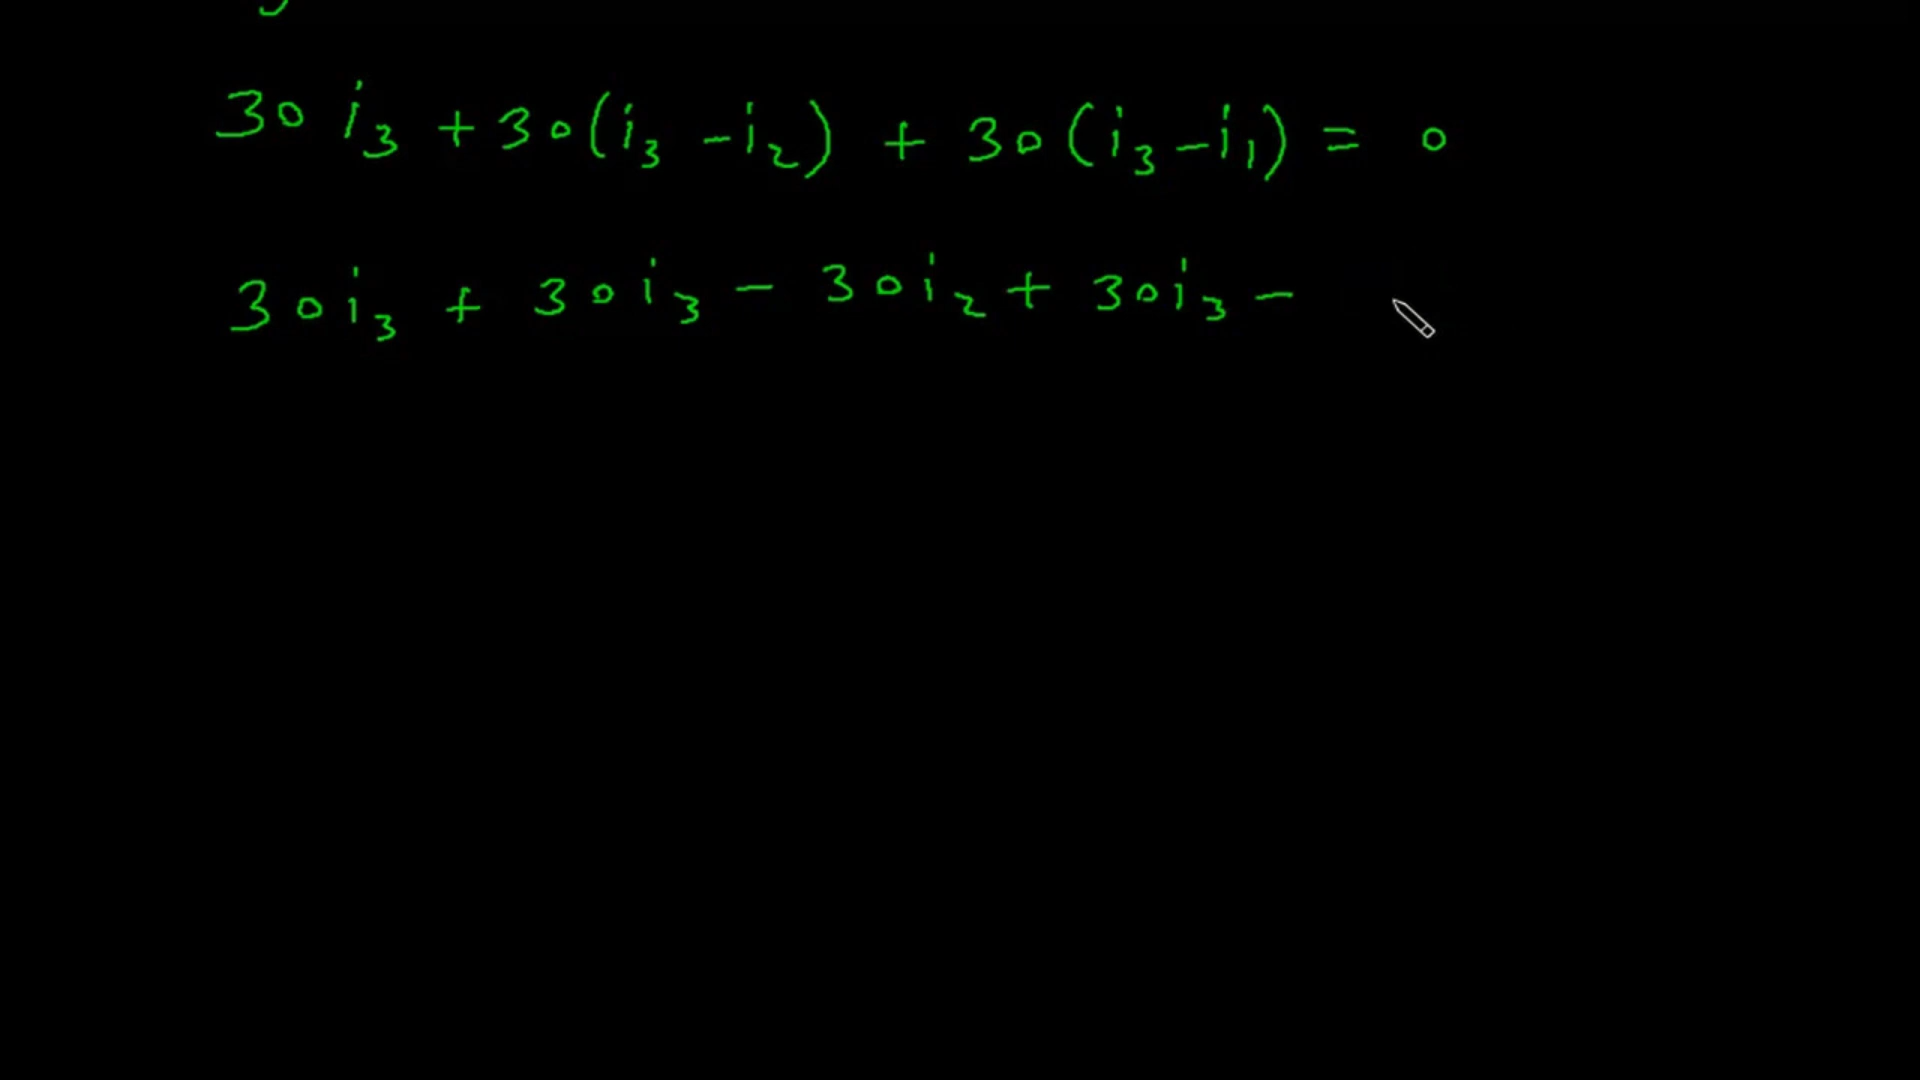 30 i₃ + 30(i₃ - i₂) + 30(i₃ - i₁) = 0
30i₃ + 30i₃ - 30i₂ + 30i₃ -